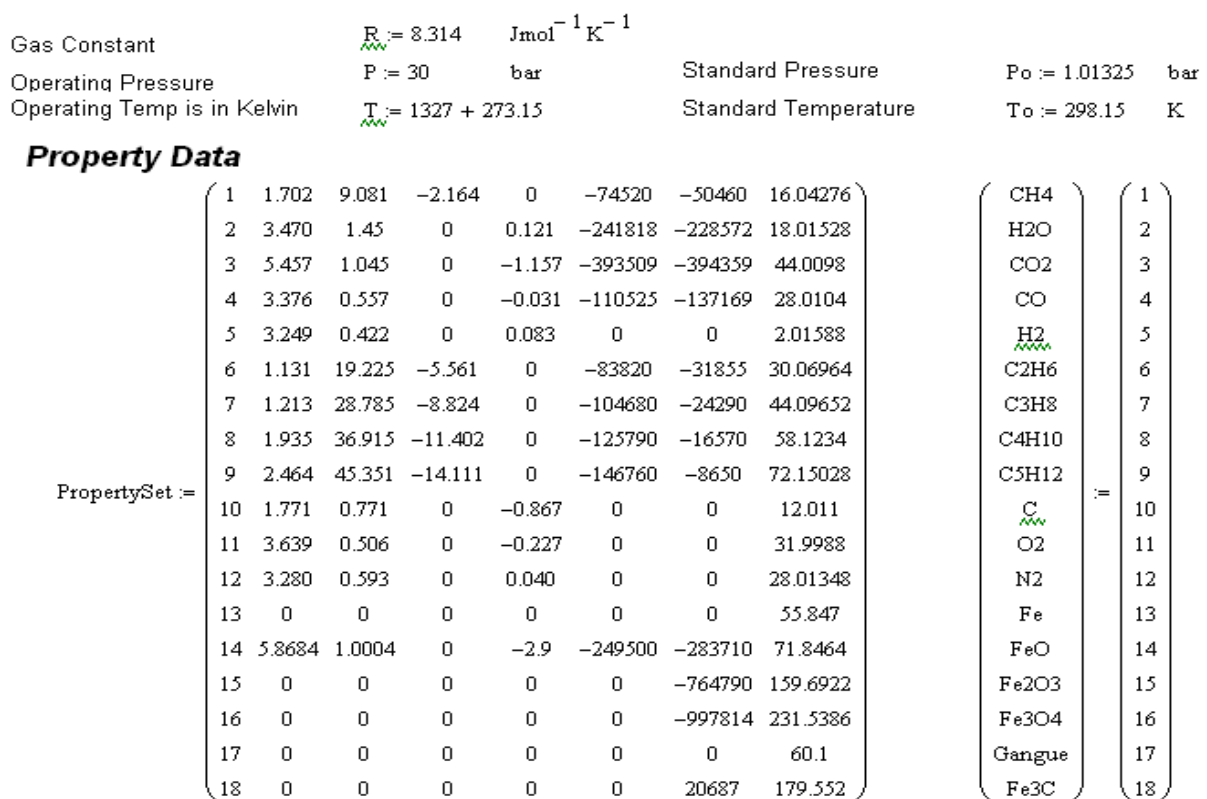 Gas Constant R := 8.314 Jmol⁻¹ K⁻¹
Operating Pressure P := 30 bar Standard Pressure Po := 1.01325 bar
Operating Temp is in Kelvin T := 1327 + 273.15 Standard Temperature To := 298.15 K
Property Data
1 1.702 9.081 −2.164 0 −74520 −50460 16.04276 CH4 1
2 3.470 1.45 0 0.121 −241818 −228572 18.01528 H2O 2
3 5.457 1.045 0 −1.157 −393509 −394359 44.0098 CO2 3
4 3.376 0.557 0 −0.031 −110525 −137169 28.0104 CO 4
5 3.249 0.422 0 0.083 0 0 2.01588 H2 5
6 1.131 19.225 −5.561 0 −83820 −31855 30.06964 C2H6 6
7 1.213 28.785 −8.824 0 −104680 −24290 44.09652 C3H8 7
8 1.935 36.915 −11.402 0 −125790 −16570 58.1234 C4H10 8
9 2.464 45.351 −14.111 0 −146760 −8650 72.15028 C5H12 9
PropertySet := :=
10 1.771 0.771 0 −0.867 0 0 12.011 C 10
11 3.639 0.506 0 −0.227 0 0 31.9988 O2 11
12 3.280 0.593 0 0.040 0 0 28.01348 N2 12
13 0 0 0 0 0 0 55.847 Fe 13
14 5.8684 1.0004 0 −2.9 −249500 −283710 71.8464 FeO 14
15 0 0 0 0 0 −764790 159.6922 Fe2O3 15
16 0 0 0 0 0 −997814 231.5386 Fe3O4 16
17 0 0 0 0 0 0 60.1 Gangue 17
18 0 0 0 0 0 20687 179.552 Fe3C 18